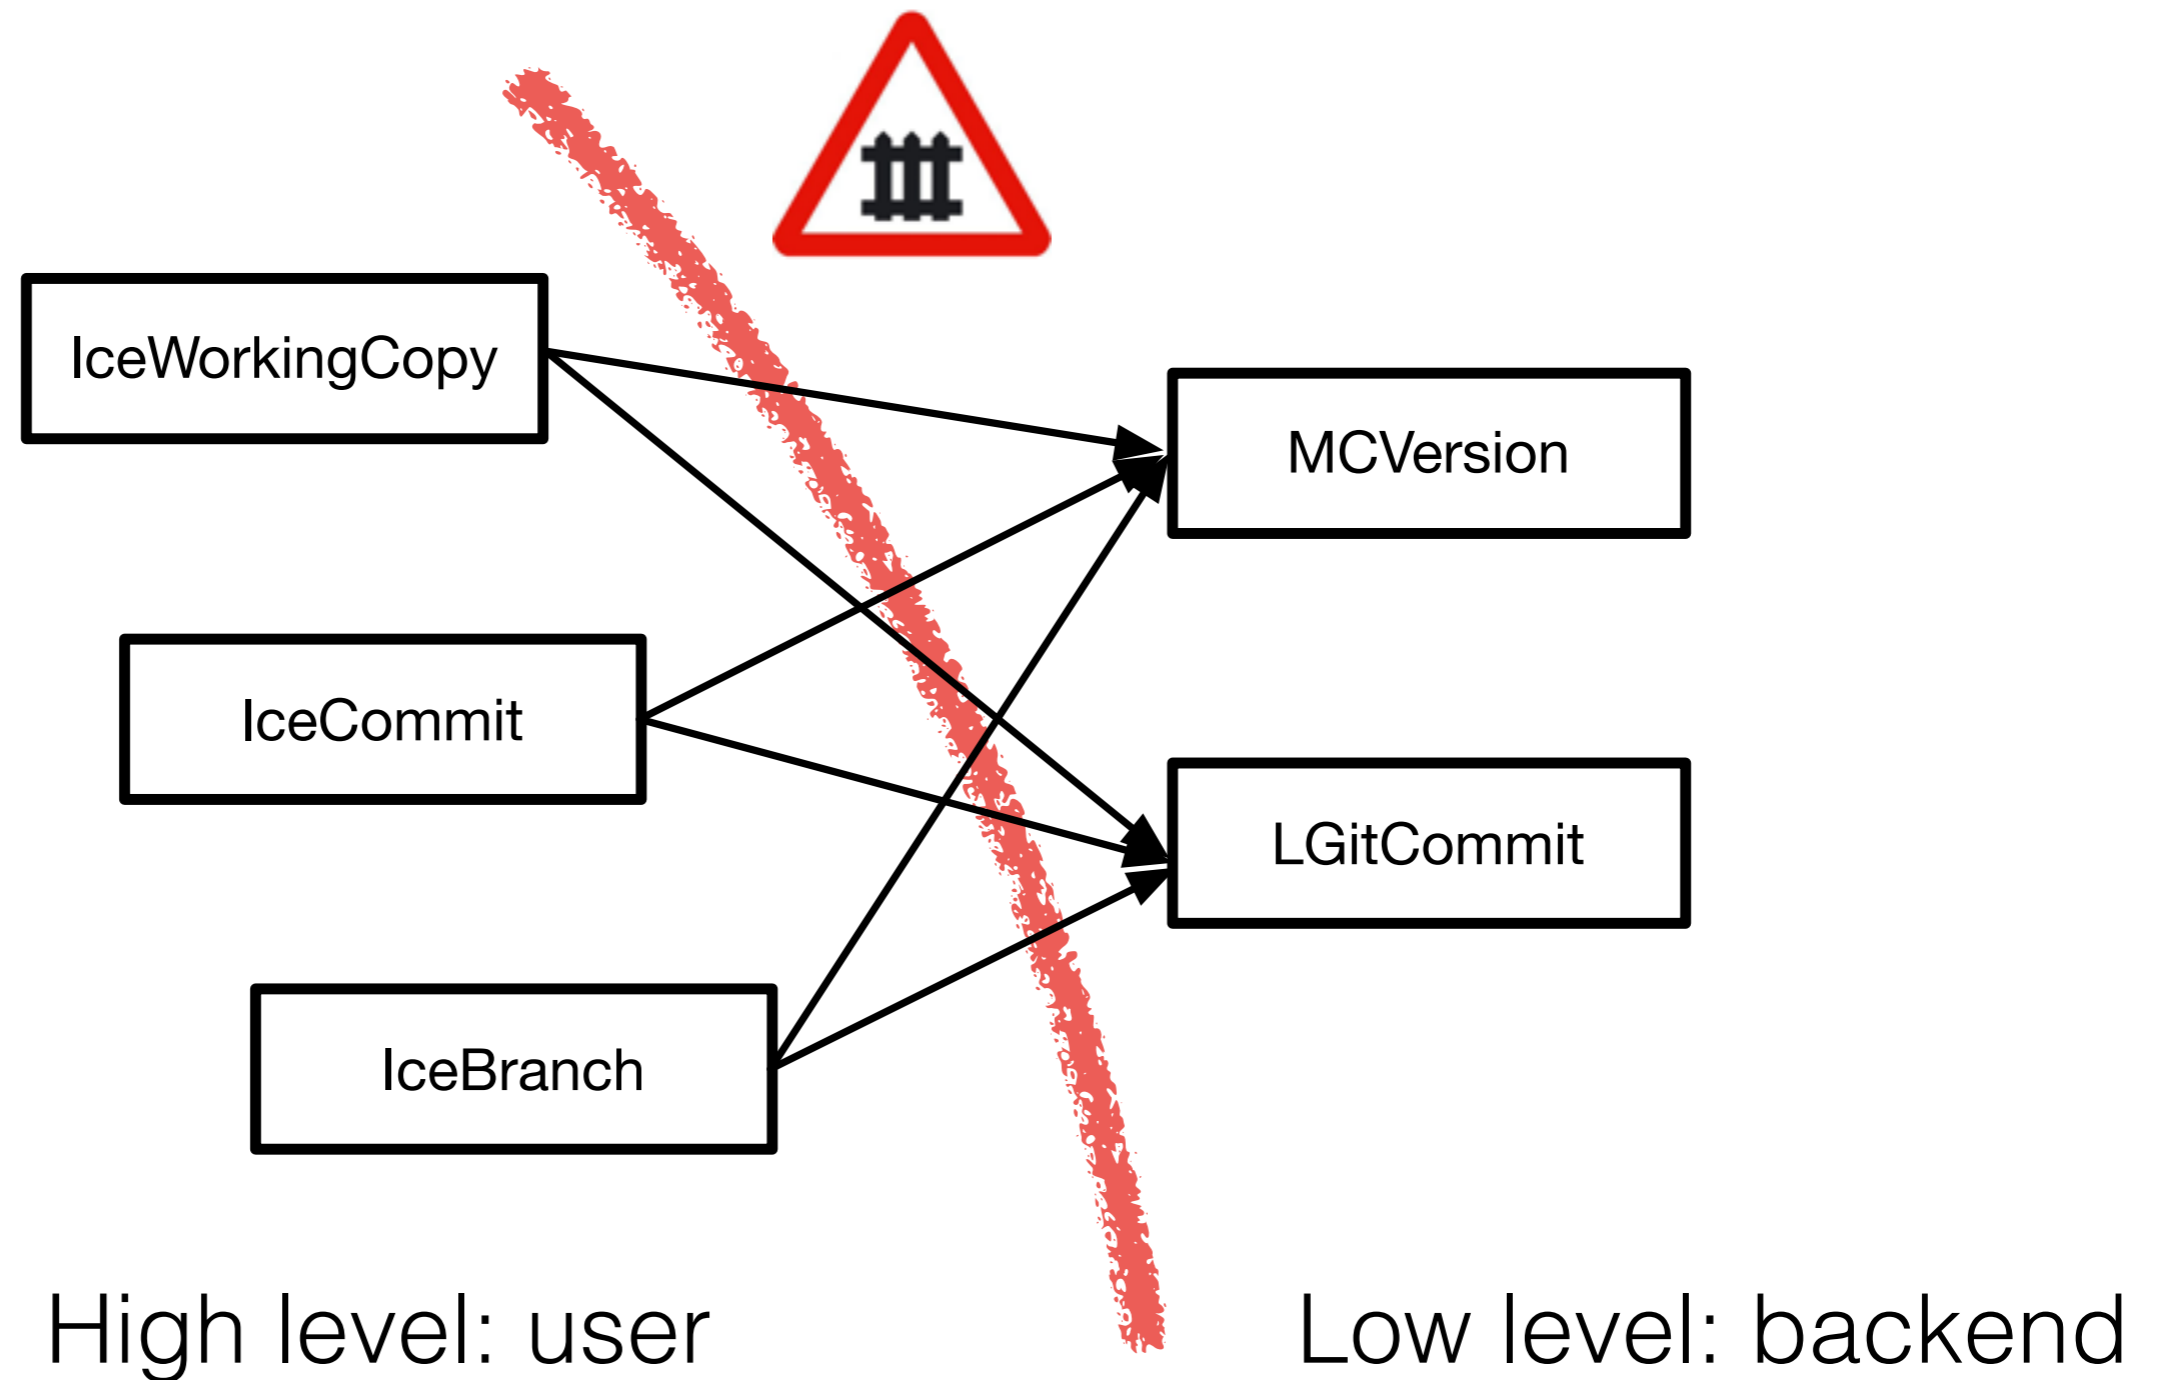 IceWorkingCopy
MCVersion
IceCommit
LGitCommit
IceBranch
High level: user
Low level: backend